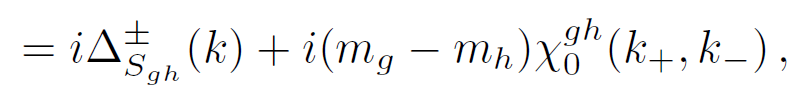 = iΔ^±_{S_{gh}}(k) + i(m_g − m_h)χ_0^{gh}(k_+, k_−) ,